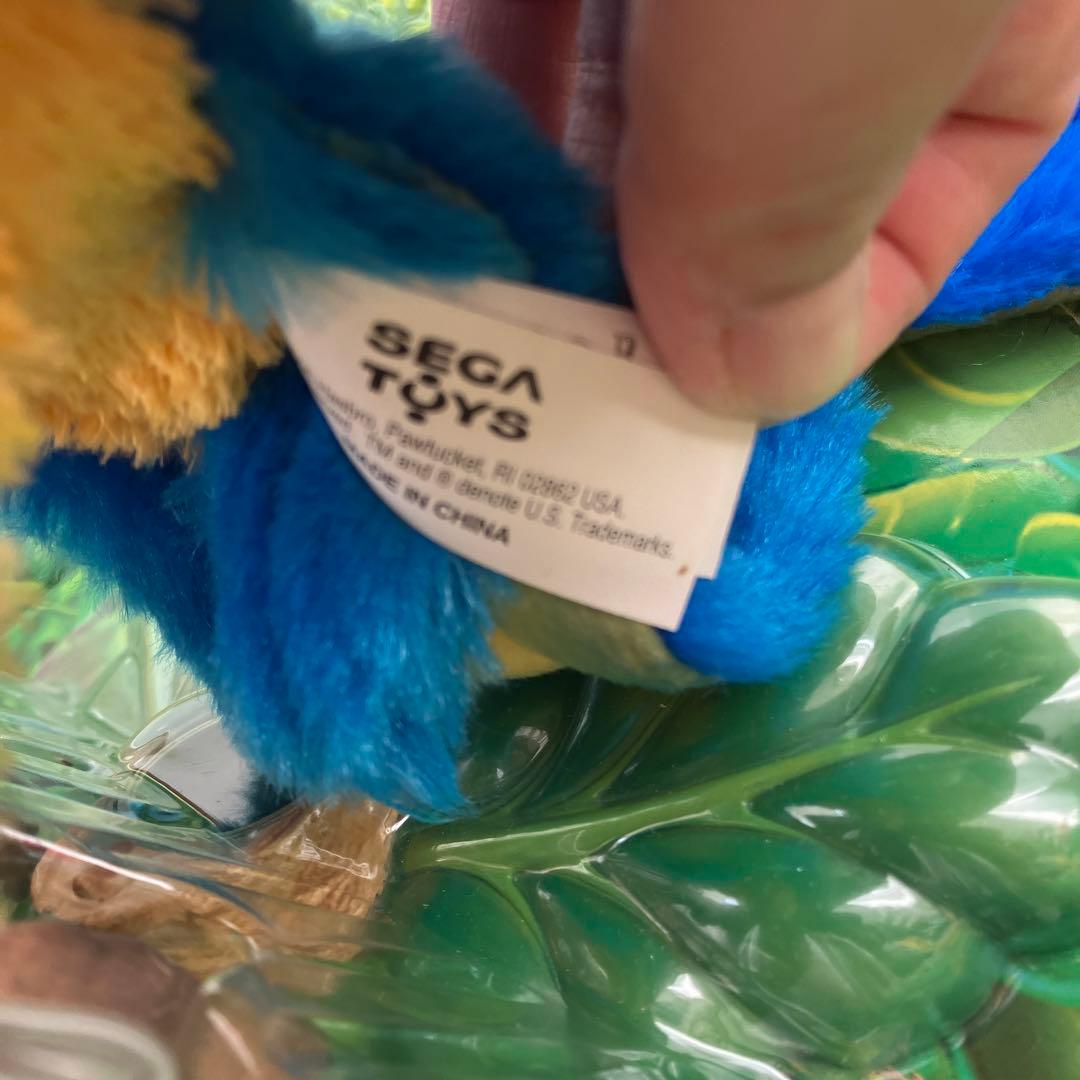 SEGA
TOYS
Pawtucket, RI 02862 USA.
TM and ® denote U.S. Trademarks.
MADE IN CHINA